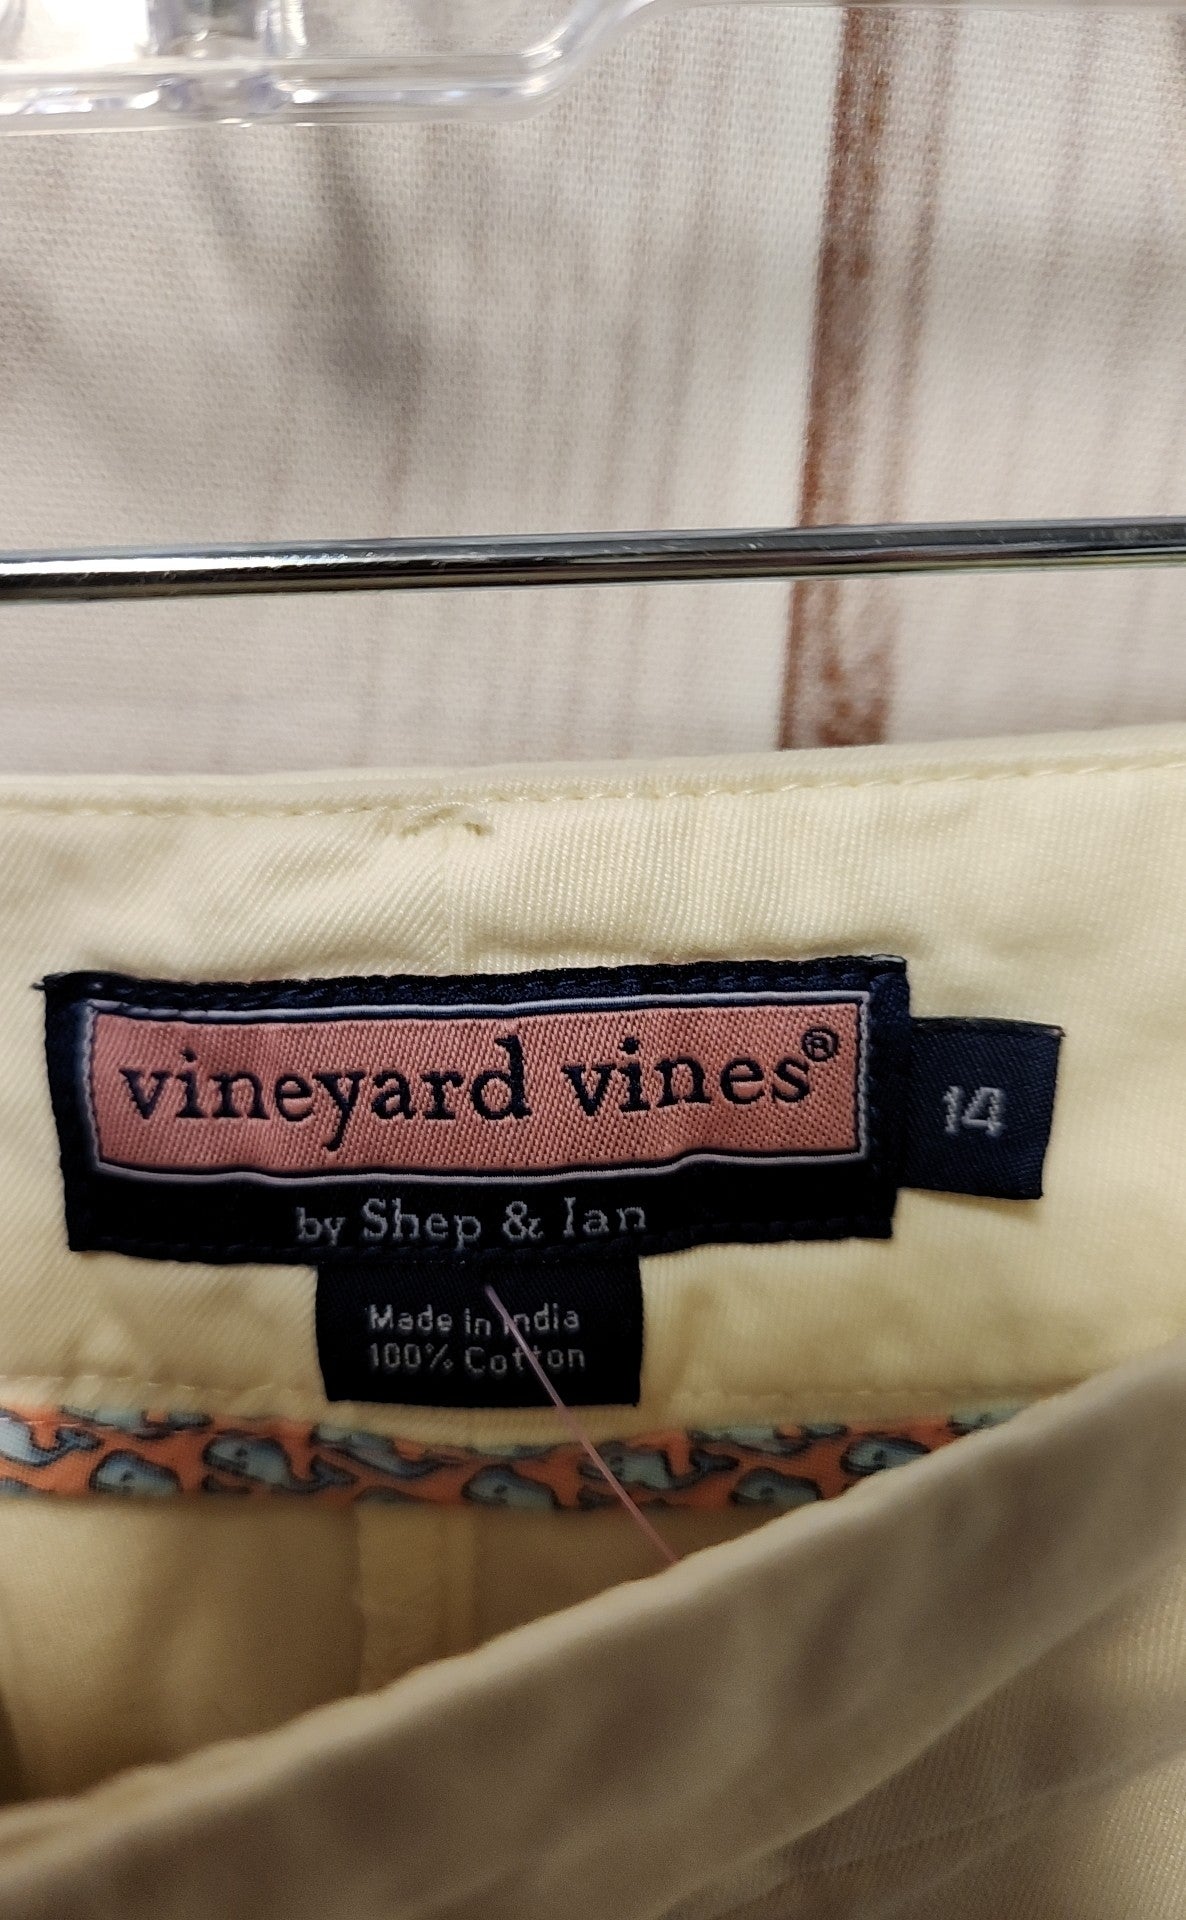 vineyard vines®
14
by Shep & Ian
Made in India
100% Cotton